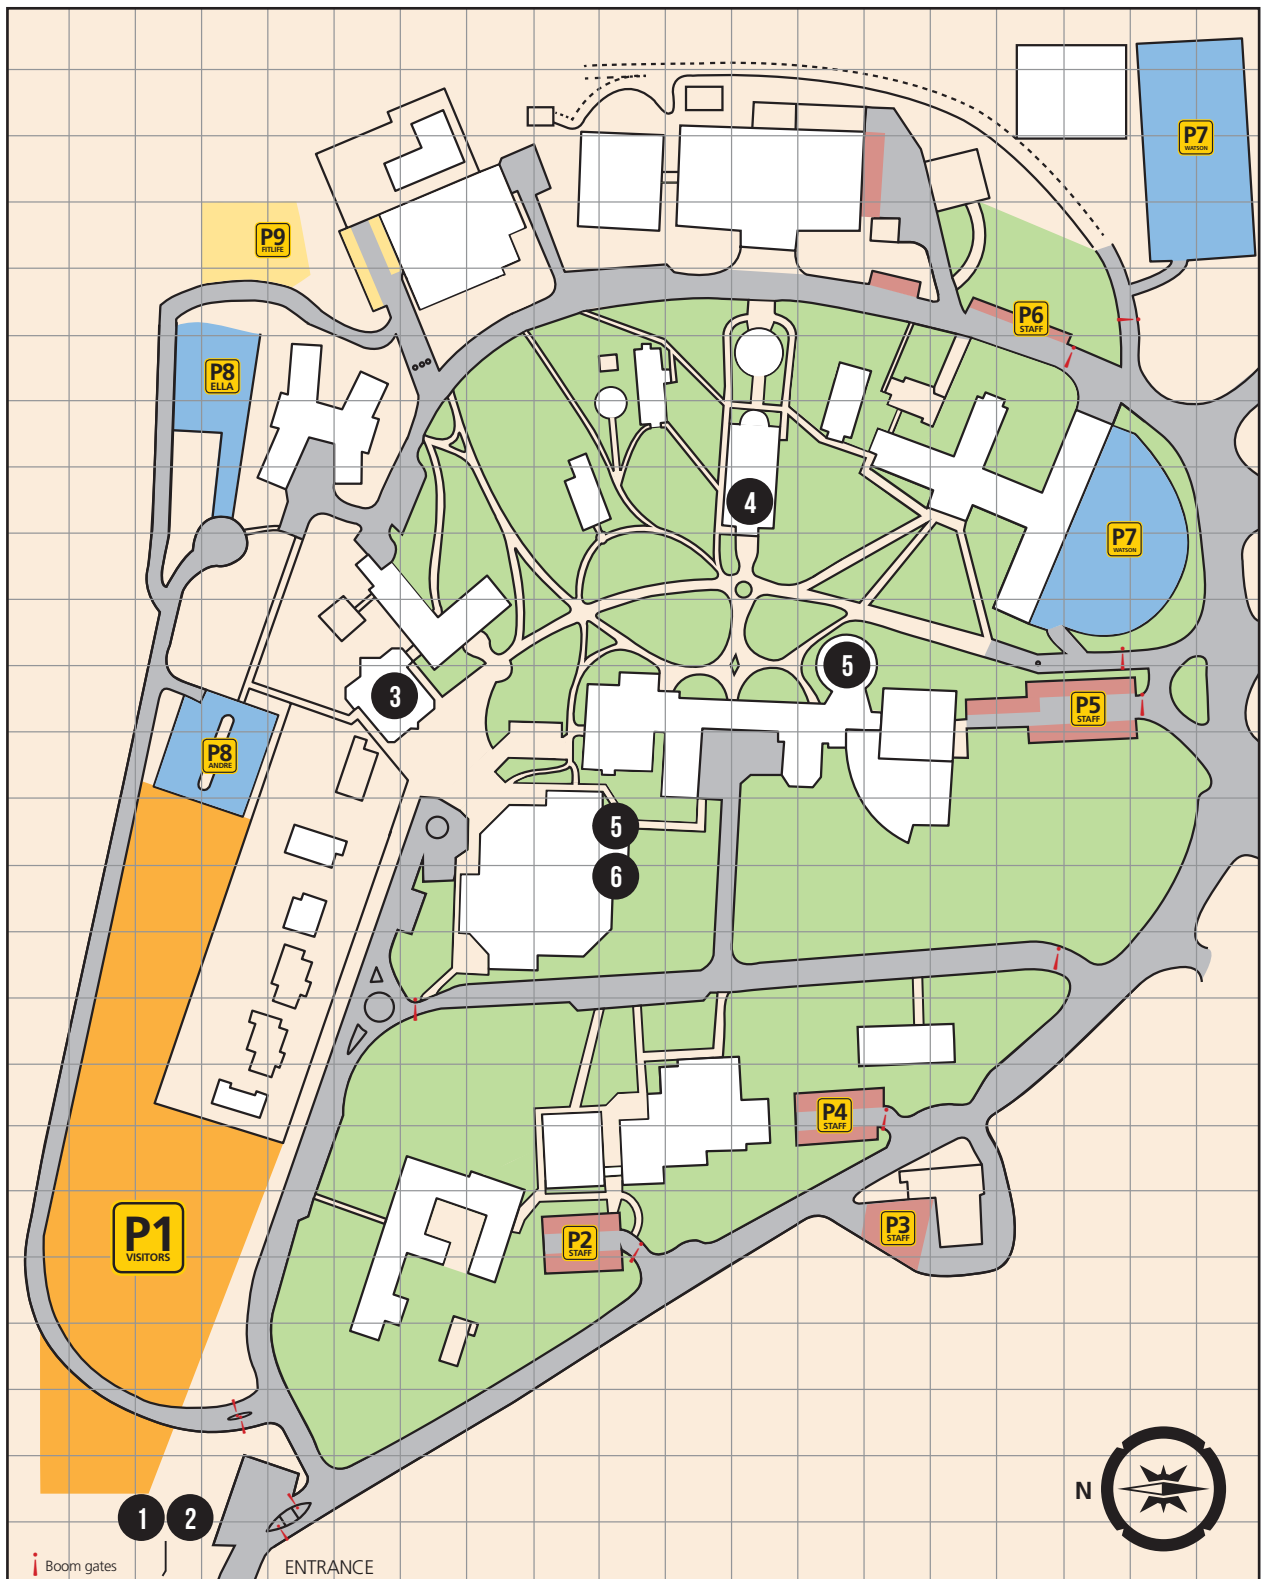 P7
WATSON
P9
FITLIFE
P6
STAFF
P8
ELLA
4
P7
WATSON
5
3
P5
STAFF
P8
ANDRE
5
6
P4
STAFF
P1
VISITORS
P2
STAFF
P3
STAFF
N
1 2
Boom gates
ENTRANCE